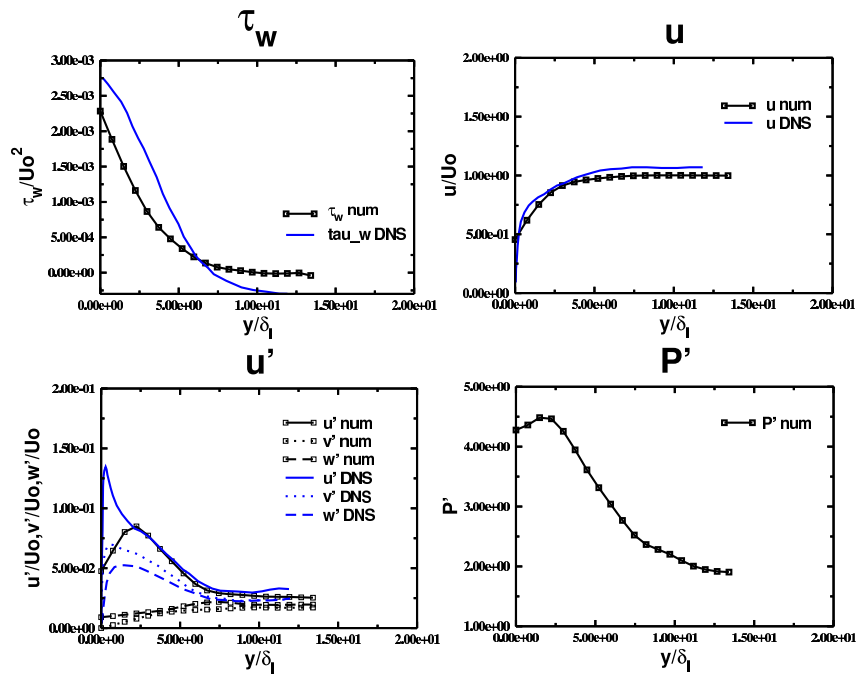 τw
3.00e-03
2.50e-03
2.00e-03
1.50e-03
1.00e-03
5.00e-04
0.00e+00
τw/Uo²
τw num
tau_w DNS
0.00e+00 5.00e+00 1.00e+01 1.50e+01 2.00e+01
y/δl
u
2.00e+00
1.50e+00
1.00e+00
5.00e-01
0.00e+00
u/Uo
u num
u DNS
0.00e+00 5.00e+00 1.00e+01 1.50e+01 2.00e+01
y/δl
u’
2.00e-01
1.50e-01
1.00e-01
5.00e-02
0.00e+00
u’/Uo,v’/Uo,w’/Uo
u’ num
v’ num
w’ num
u’ DNS
v’ DNS
w’ DNS
0.00e+00 5.00e+00 1.00e+01 1.50e+01 2.00e+01
y/δl
P’
5.00e+00
4.00e+00
3.00e+00
2.00e+00
1.00e+00
P’
P’ num
0.00e+00 5.00e+00 1.00e+01 1.50e+01 2.00e+01
y/δl